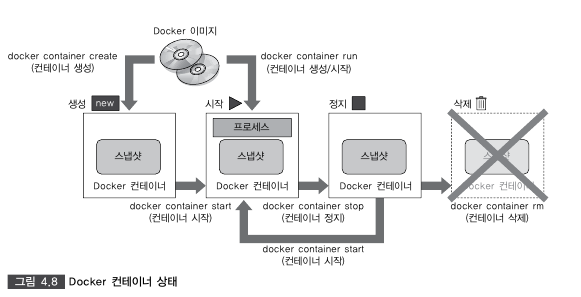 Docker 이미지
docker container create
(컨테이너 생성)
docker container run
(컨테이너 생성/시작)
생성 new
시작
정지
삭제
프로세스
스냅샷
스냅샷
스냅샷
스냅샷
Docker 컨테이너
Docker 컨테이너
Docker 컨테이너
Docker 컨테이너
docker container start
(컨테이너 시작)
docker container stop
(컨테이너 정지)
docker container rm
(컨테이너 삭제)
docker container start
(컨테이너 시작)
그림 4.8 Docker 컨테이너 상태